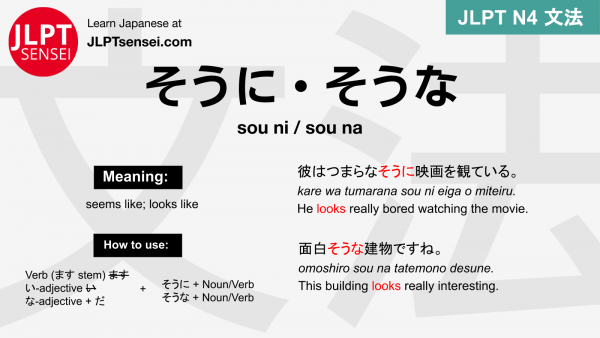 JLPT
SENSEI
Learn Japanese at
JLPTsensei.com
JLPT N4 文法
そうに・そうな
sou ni / sou na
Meaning:
seems like; looks like
How to use:
Verb (ます stem) ます
い-adjective い
な-adjective + だ
+
そうに + Noun/Verb
そうな + Noun/Verb
彼はつまらなそうに映画を観ている。
kare wa tumarana sou ni eiga o miteiru.
He looks really bored watching the movie.
面白そうな建物ですね。
omoshiro sou na tatemono desune.
This building looks really interesting.
文法